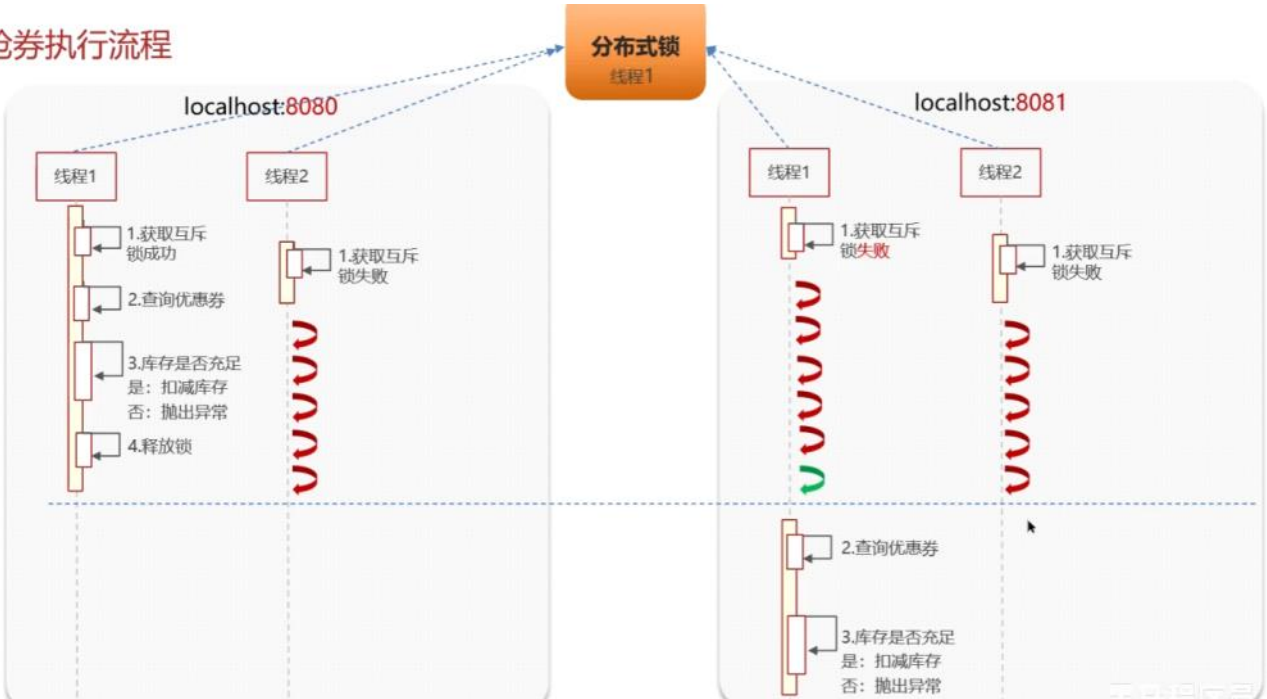 抢券执行流程
分布式锁
线程1
localhost:8080
线程1
线程2
1.获取互斥
锁成功
2.查询优惠券
3.库存是否充足
是：扣减库存
否：抛出异常
4.释放锁
1.获取互斥
锁失败
localhost:8081
线程1
线程2
1.获取互斥
锁失败
2.查询优惠券
3.库存是否充足
是：扣减库存
否：抛出异常
1.获取互斥
锁失败